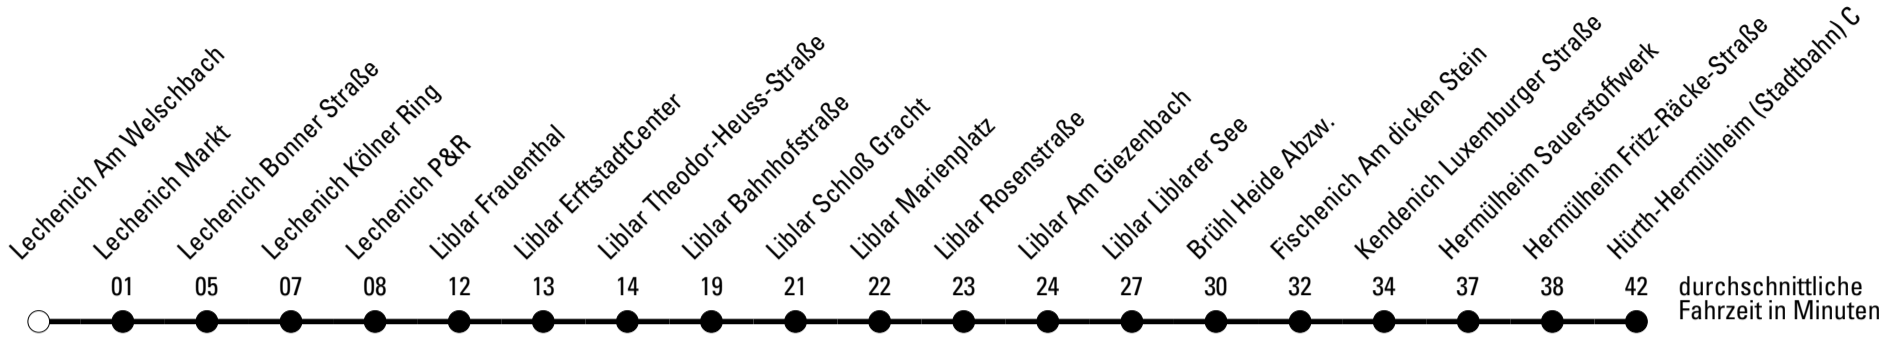 Lechenich Am Welschbach
Lechenich Markt
Lechenich Bonner Straße
Lechenich Kölner Ring
Lechenich P&R
Liblar Frauenthal
Liblar ErftstadtCenter
Liblar Theodor-Heuss-Straße
Liblar Bahnhofstraße
Liblar Schloß Gracht
Liblar Marienplatz
Liblar Rosenstraße
Liblar Am Giezenbach
Liblar Liblarer See
Brühl Heide Abzw.
Fischenich Am dicken Stein
Kendenich Luxemburger Straße
Hermülheim Sauerstoffwerk
Hermülheim Fritz-Räcke-Straße
Hürth-Hermülheim (Stadtbahn) C
01 05 07 08 12 13 14 19 21 22 23 24 27 30 32 34 37 38 42
durchschnittliche
Fahrzeit in Minuten